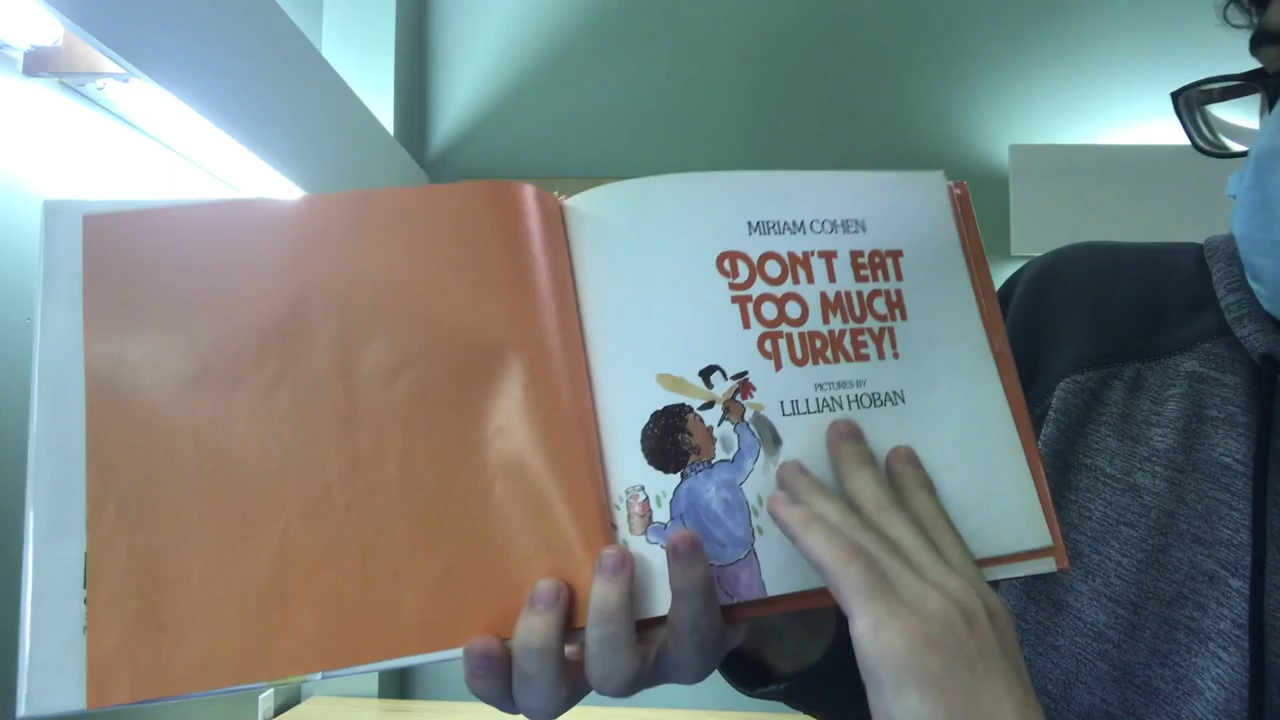 MIRIAM COHEN
DON'T EAT
TOO MUCH
TURKEY!
PICTURES BY
LILLIAN HOBAN